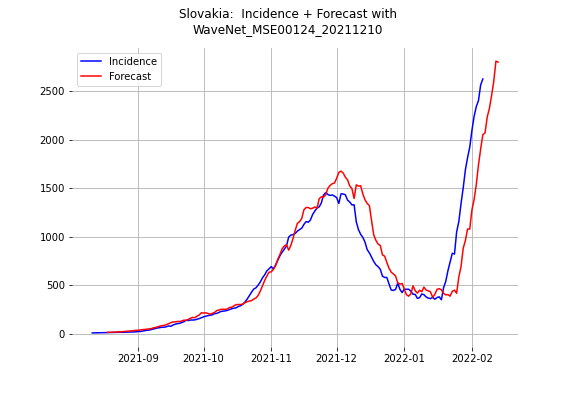 Slovakia: Incidence + Forecast with
WaveNet_MSE00124_20211210
Incidence
Forecast
2500
2000
1500
1000
500
0
2021-09 2021-10 2021-11 2021-12 2022-01 2022-02